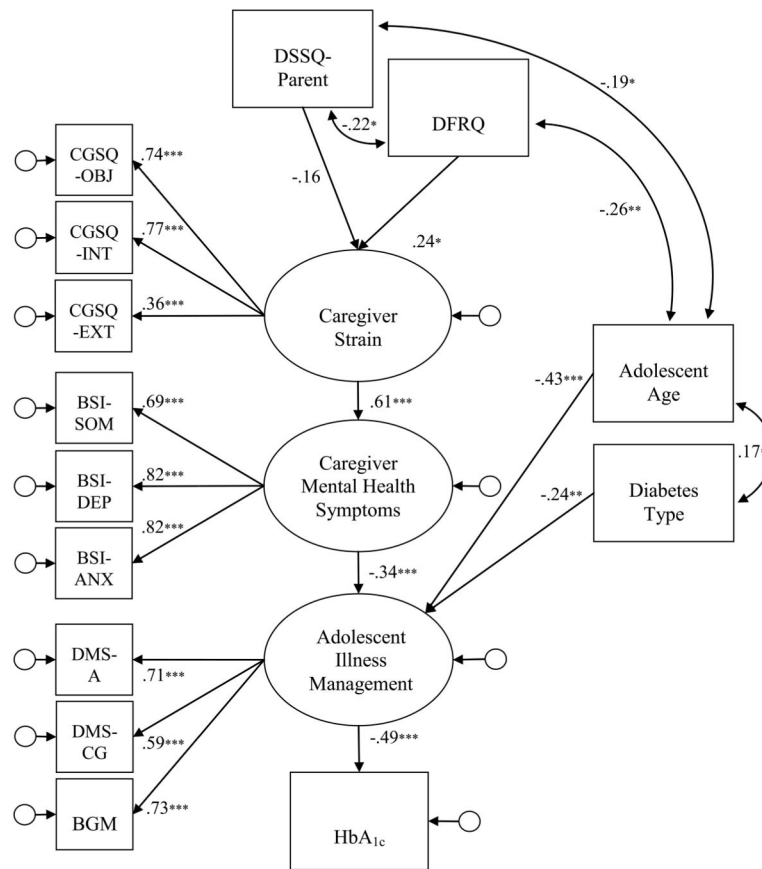 DSSQ-
Parent
DFRQ
-.19*
-.22*
-.26**
-.16
.24*
CGSQ
-OBJ
.74***
CGSQ
-INT
.77***
CGSQ
-EXT
.36***
Caregiver
Strain
.61***
BSI-
SOM
.69***
BSI-
DEP
.82***
BSI-
ANX
.82***
Caregiver
Mental Health
Symptoms
-.34***
Adolescent
Age
-.43***
.17*
Diabetes
Type
-.24**
DMS-
A
.71***
DMS-
CG
.59***
BGM
.73***
Adolescent
Illness
Management
-.49***
HbA1c